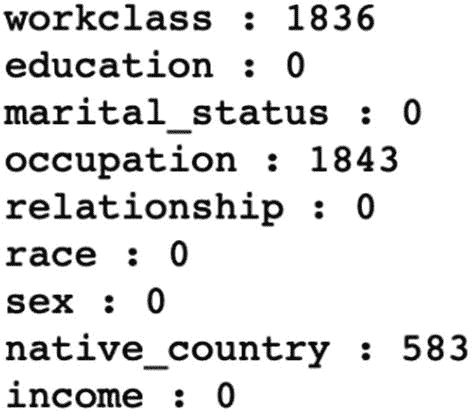 workclass : 1836
education : 0
marital_status : 0
occupation : 1843
relationship : 0
race : 0
sex : 0
native_country : 583
income : 0